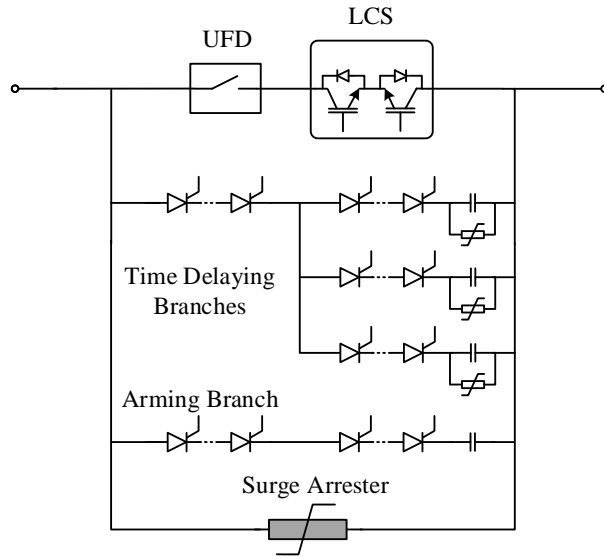 LCS
UFD
Time Delaying
Branches
Arming Branch
Surge Arrester